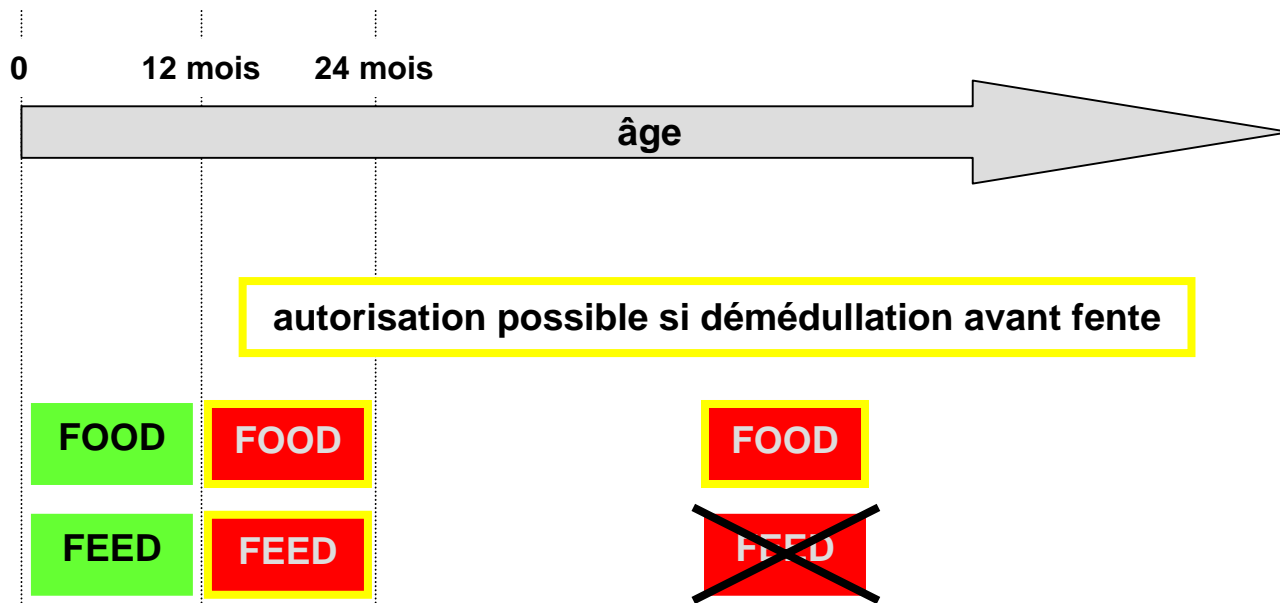 0 12 mois 24 mois
âge
autorisation possible si démédullation avant fente
FOOD FOOD FOOD
FEED FEED FEED